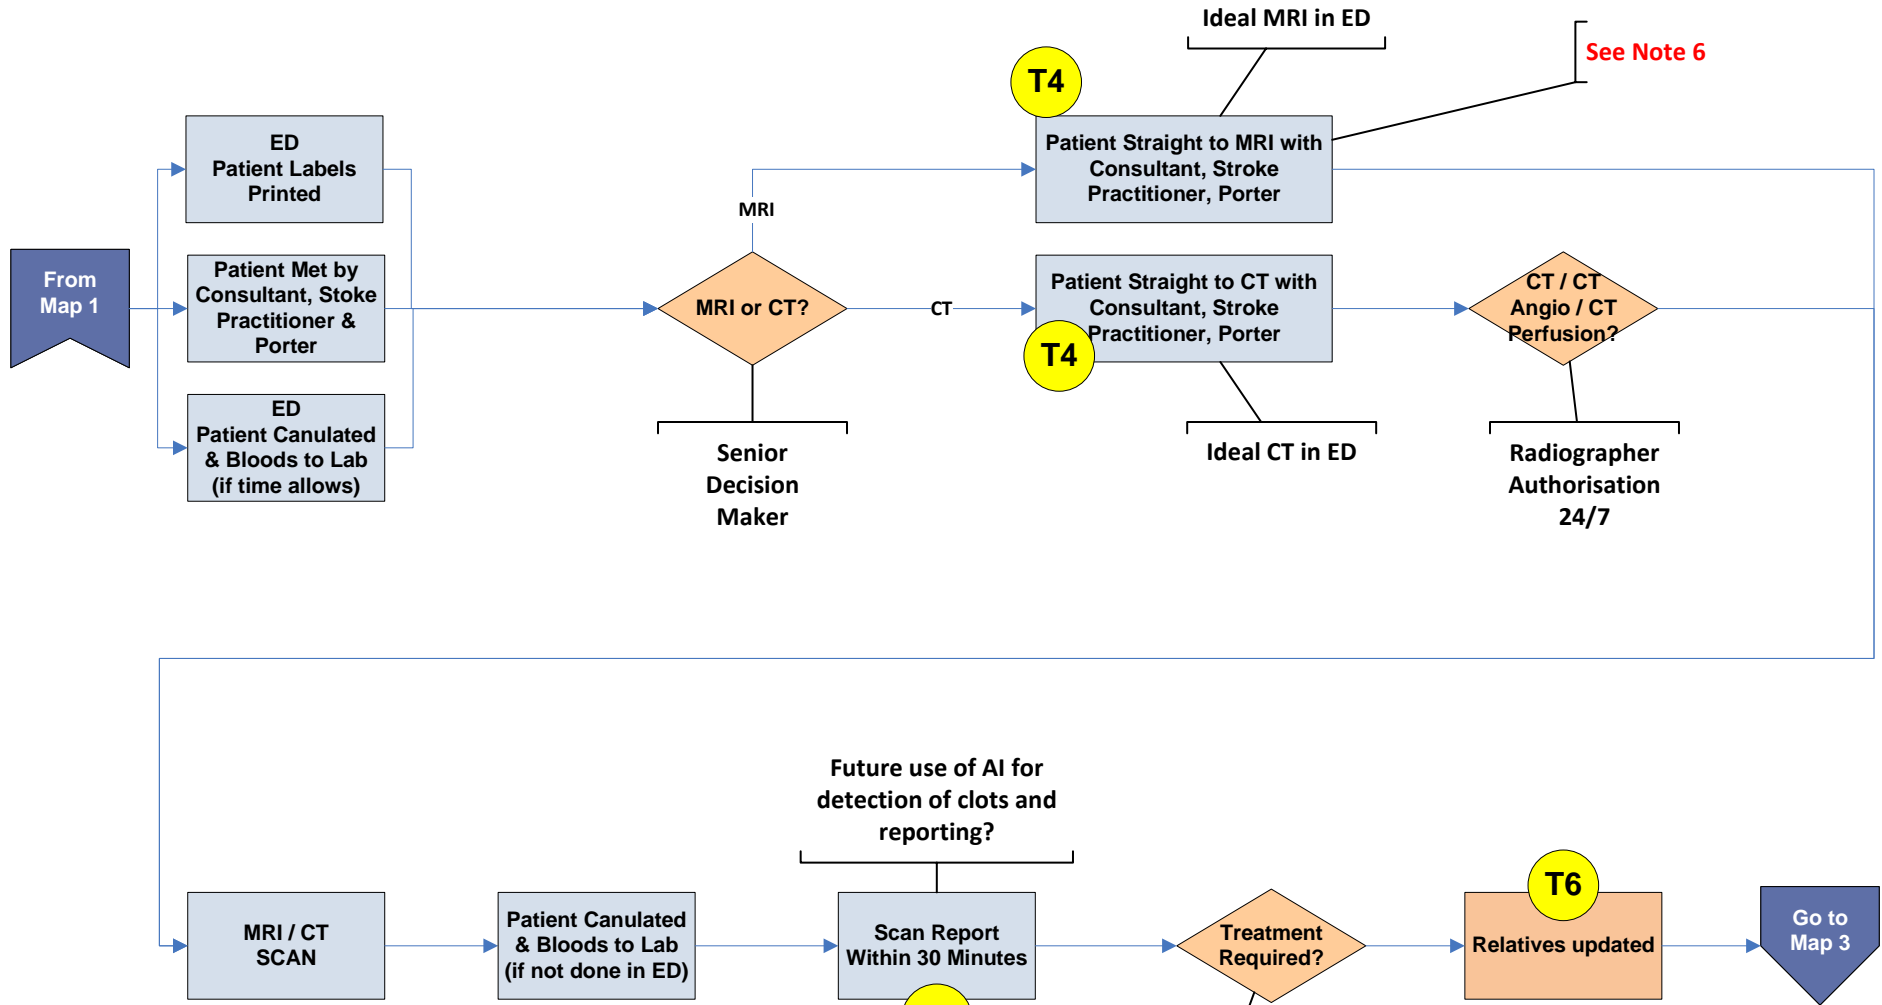 Ideal MRI in ED
See Note 6
T4
ED
Patient Labels
Printed
Patient Straight to MRI with
Consultant, Stroke
Practitioner, Porter
MRI
From
Map 1
Patient Met by
Consultant, Stoke
Practitioner &
Porter
MRI or CT?
CT
Patient Straight to CT with
Consultant, Stroke
Practitioner, Porter
T4
CT / CT
Angio / CT
Perfusion?
ED
Patient Canulated
& Bloods to Lab
(if time allows)
Senior
Decision
Maker
Ideal CT in ED
Radiographer
Authorisation
24/7
Future use of AI for
detection of clots and
reporting?
MRI / CT
SCAN
Patient Canulated
& Bloods to Lab
(if not done in ED)
Scan Report
Within 30 Minutes
Treatment
Required?
T6
Relatives updated
Go to
Map 3